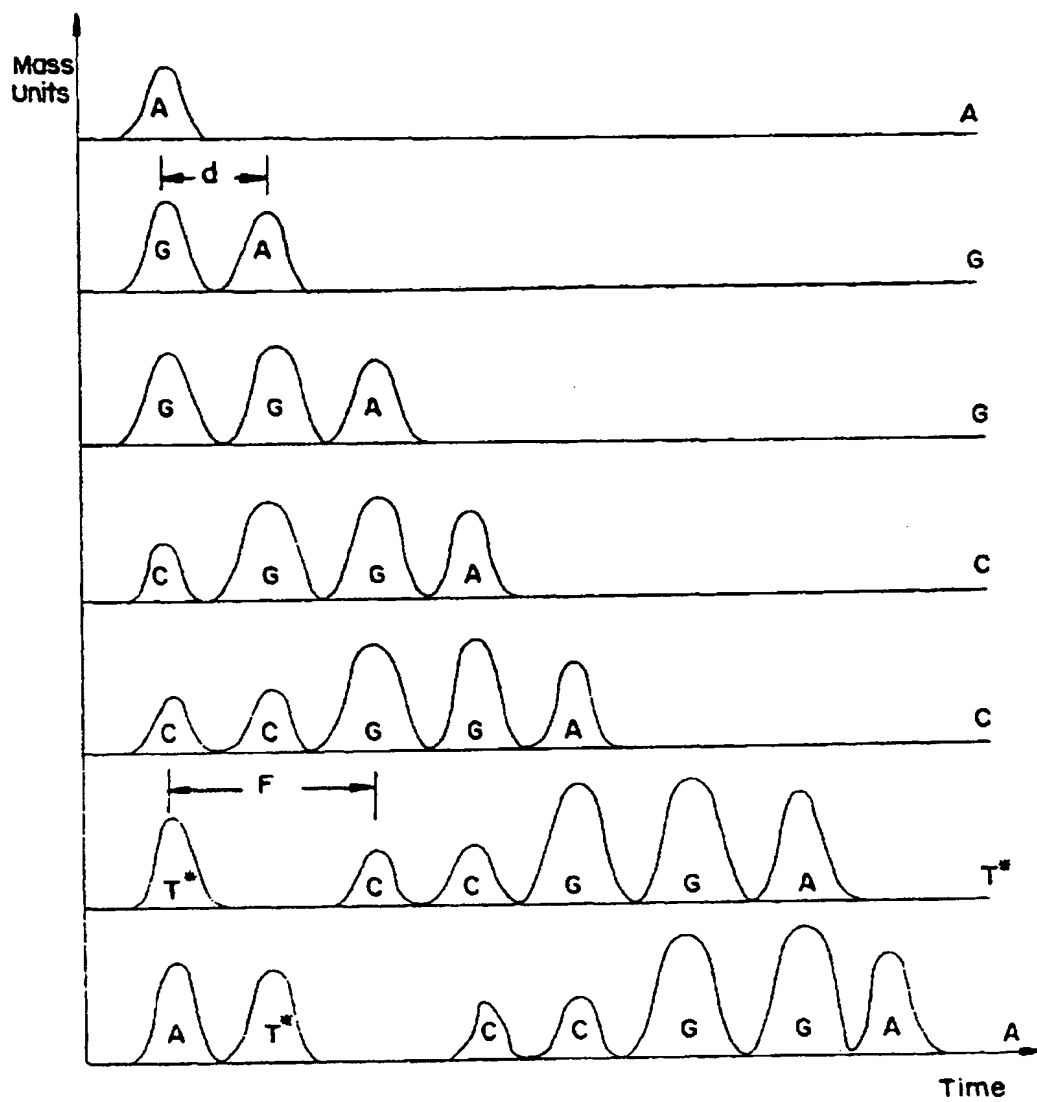 Mass
Units
A A
d
G A G
G G A G
C G G A C
C C G G A C
F
T* C C G G A T*
A T* C C G G A A
Time